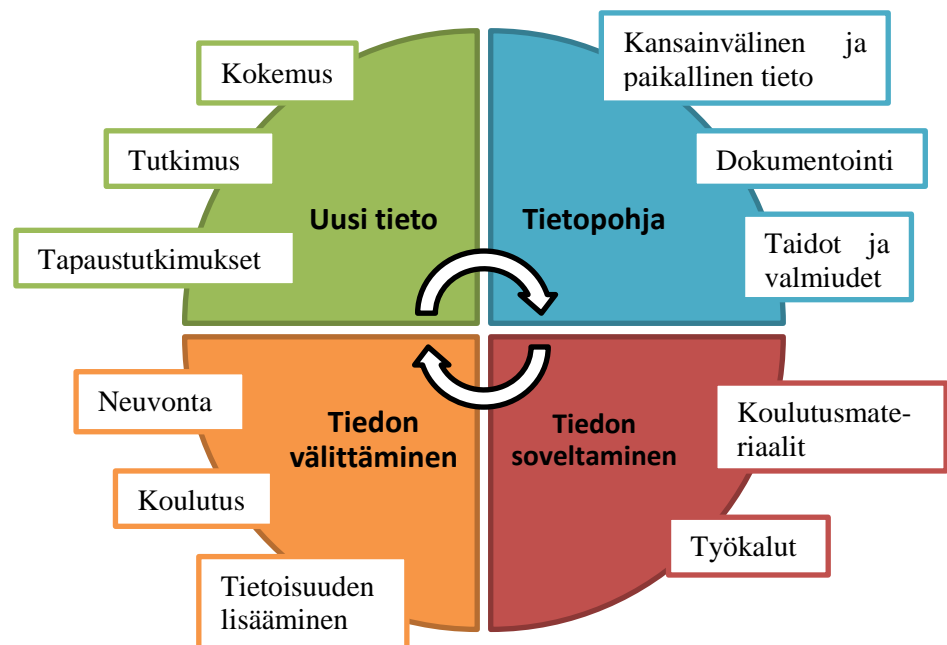 Kokemus
Tutkimus
Tapaustutkimukset
Uusi tieto
Kansainvälinen ja
paikallinen tieto
Dokumentointi
Taidot ja
valmiudet
Tietopohja
Neuvonta
Koulutus
Tietoisuuden
lisääminen
Tiedon
välittäminen
Tiedon
soveltaminen
Koulutusmate-
riaalit
Työkalut